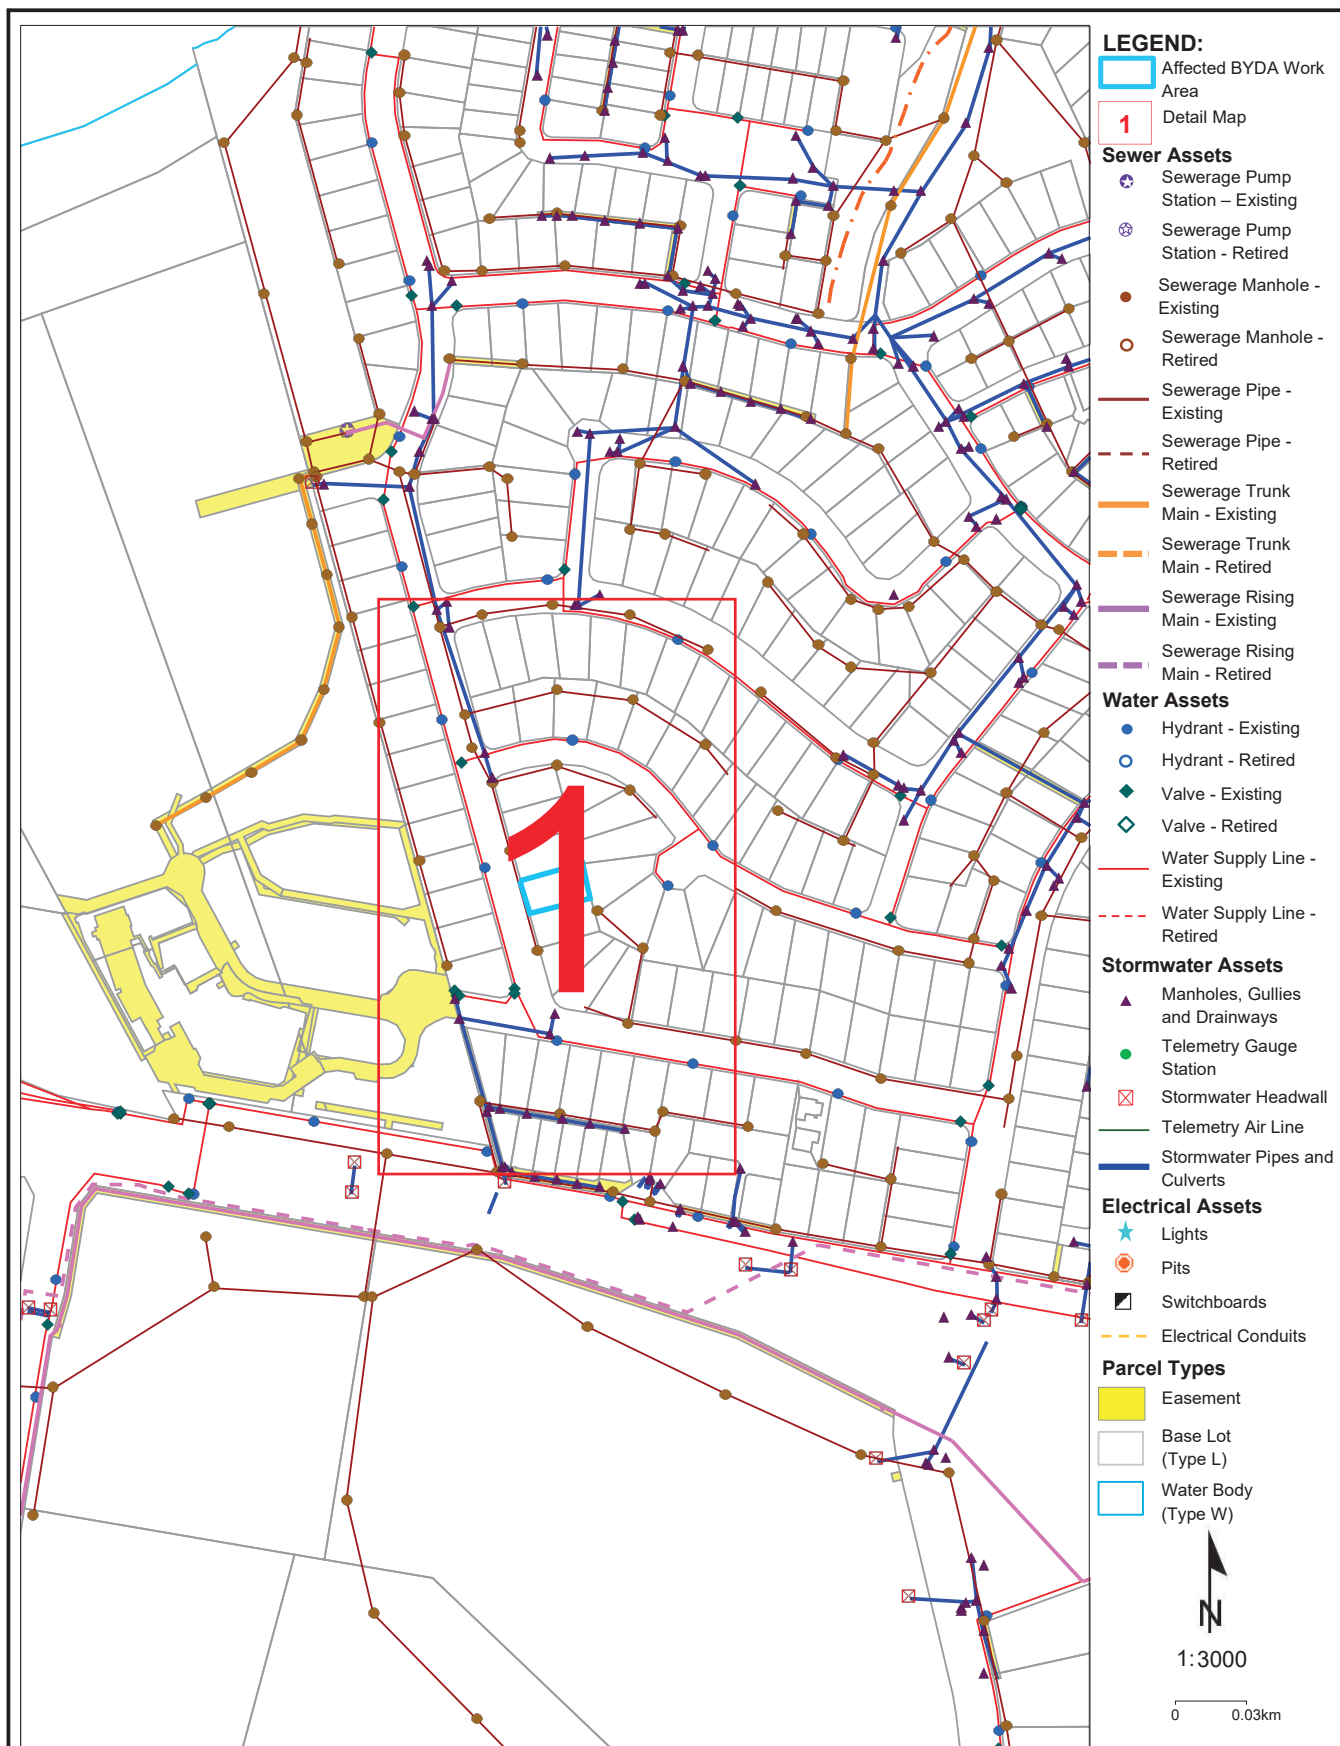 LEGEND:
Affected BYDA Work
Area
1
Detail Map
Sewer Assets
Sewerage Pump
Station – Existing
Sewerage Pump
Station - Retired
Sewerage Manhole -
Existing
Sewerage Manhole -
Retired
Sewerage Pipe -
Existing
Sewerage Pipe -
Retired
Sewerage Trunk
Main - Existing
Sewerage Trunk
Main - Retired
Sewerage Rising
Main - Existing
Sewerage Rising
Main - Retired
Water Assets
Hydrant - Existing
Hydrant - Retired
Valve - Existing
Valve - Retired
Water Supply Line -
Existing
Water Supply Line -
Retired
Stormwater Assets
Manholes, Gullies
and Drainways
Telemetry Gauge
Station
Stormwater Headwall
Telemetry Air Line
Stormwater Pipes and
Culverts
Electrical Assets
Lights
Pits
Switchboards
Electrical Conduits
Parcel Types
Easement
Base Lot
(Type L)
Water Body
(Type W)
N
1:3000
0 0.03km
1